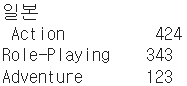 일본
Action 424
Role-Playing 343
Adventure 123